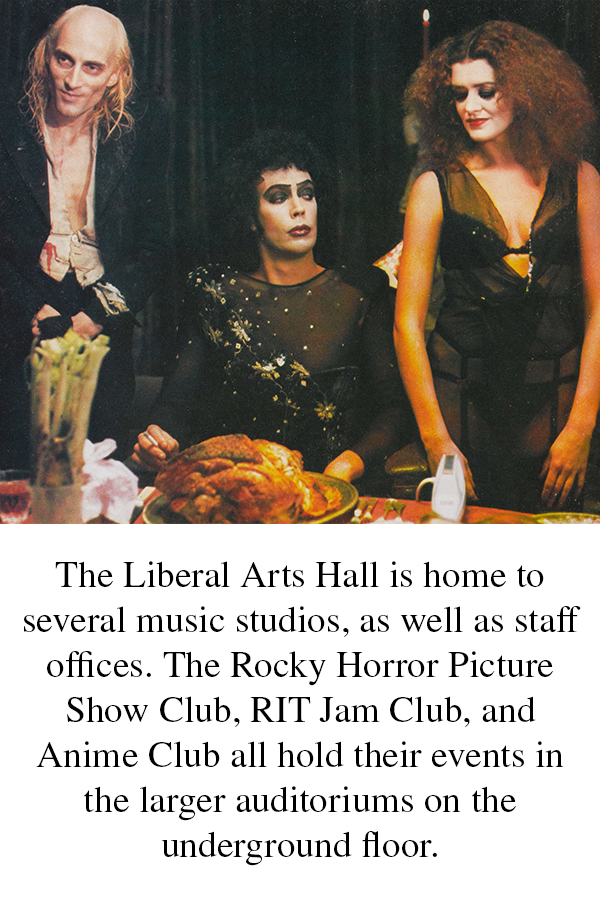 The Liberal Arts Hall is home to
several music studios, as well as staff
offices. The Rocky Horror Picture
Show Club, RIT Jam Club, and
Anime Club all hold their events in
the larger auditoriums on the
underground floor.